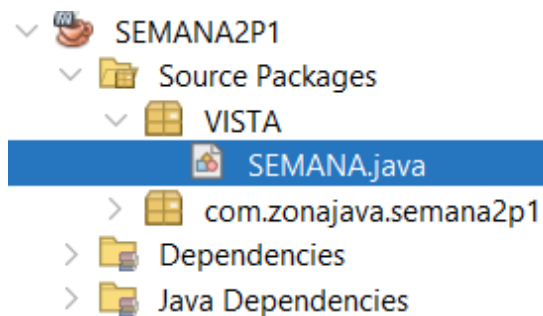 SEMANA2P1
Source Packages
VISTA
SEMANA.java
com.zonajava.semana2p1
Dependencies
Java Dependencies